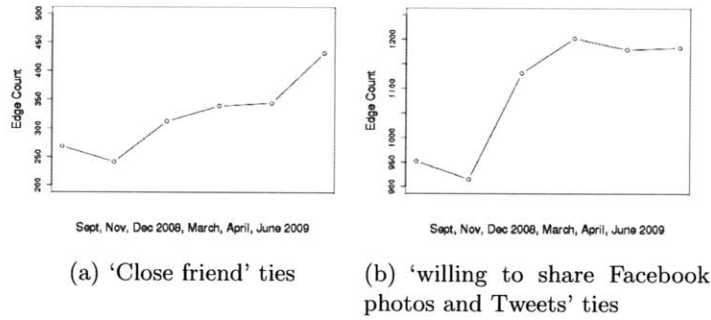 Edge Count
500
450
400
350
300
250
200
Sept, Nov, Dec 2008, March, April, June 2009
(a) 'Close friend' ties
Edge Count
1200
1100
1000
950
900
Sept, Nov, Dec 2008, March, April, June 2009
(b) 'willing to share Facebook
photos and Tweets' ties